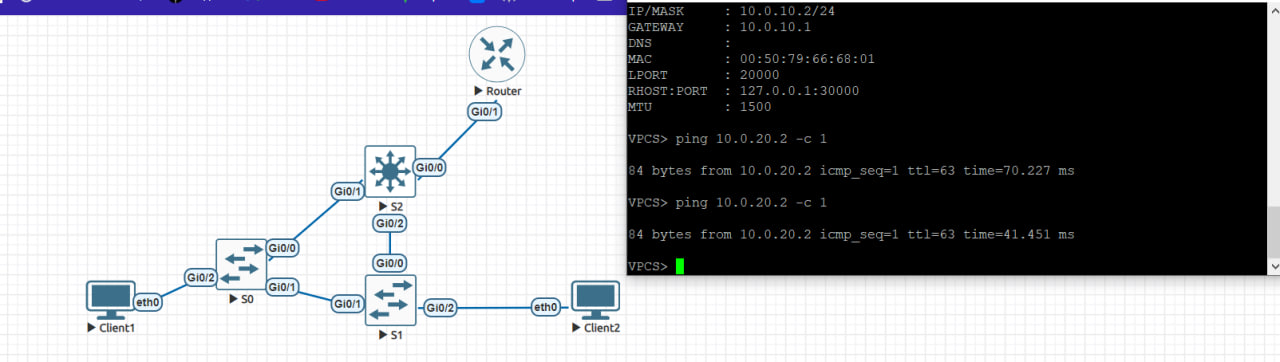 Router
Gi0/1
Gi0/0
Gi0/1
S2
Gi0/2
Gi0/0
Gi0/0
Gi0/2
S0
Gi0/1
Gi0/1
Gi0/2
eth0
eth0
Client1
S1
Client2
IP/MASK : 10.0.10.2/24
GATEWAY : 10.0.10.1
DNS :
MAC : 00:50:79:66:68:01
LPORT : 20000
RHOST:PORT : 127.0.0.1:30000
MTU : 1500
VPCS> ping 10.0.20.2 -c 1
84 bytes from 10.0.20.2 icmp_seq=1 ttl=63 time=70.227 ms
VPCS> ping 10.0.20.2 -c 1
84 bytes from 10.0.20.2 icmp_seq=1 ttl=63 time=41.451 ms
VPCS>